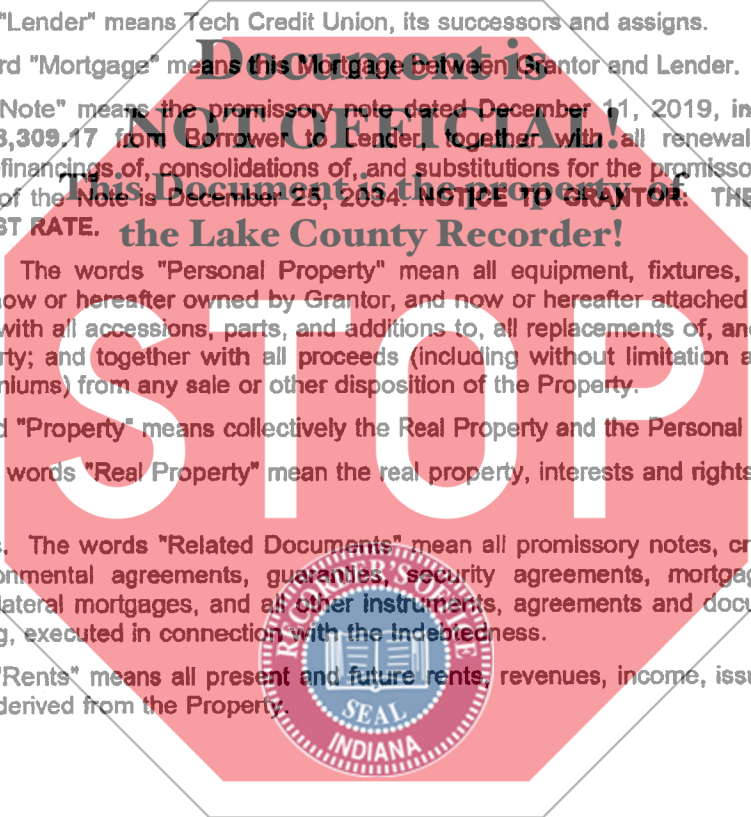 "Lender" means Tech Credit Union, its successors and assigns.
rd "Mortgage" means this Mortgage between Grantor and Lender.
Document is
Note" means the promissory note dated December 11, 2019, in
NOT OFFICIAL!
3,309.17 from Borrower to Lender, together with all renewal
financings of, consolidations of, and substitutions for the promisso
This Document is the property of
of the Note is December 25, 2034. NOTICE TO GRANTOR: THE
ST RATE.
the Lake County Recorder!
The words "Personal Property" mean all equipment, fixtures,
now or hereafter owned by Grantor, and now or hereafter attached
with all accessions, parts, and additions to, all replacements of, and
rty; and together with all proceeds (including without limitation a
niums) from any sale or other disposition of the Property.
STOP
d "Property" means collectively the Real Property and the Personal
words "Real Property" mean the real property, interests and rights
s. The words "Related Documents" mean all promissory notes, cr
onmental agreements, guaranties, security agreements, mortgag
lateral mortgages, and all other instruments, agreements and docu
g, executed in connection with the Indebtedness.
"Rents" means all present and future rents, revenues, income, issu
derived from the Property.
RECORDER'S OFFICE
SEAL
INDIANA